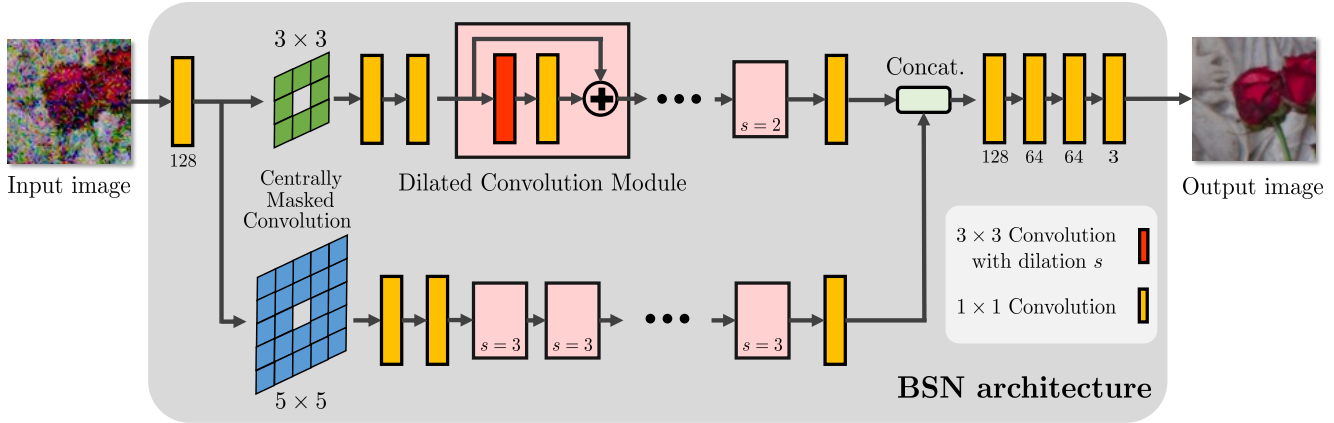 Input image
128
3 × 3
Centrally
Masked
Convolution
5 × 5
Dilated Convolution Module
s = 2
s = 3
s = 3
s = 3
Concat.
128
64
64
3
3 × 3 Convolution
with dilation s
1 × 1 Convolution
BSN architecture
Output image